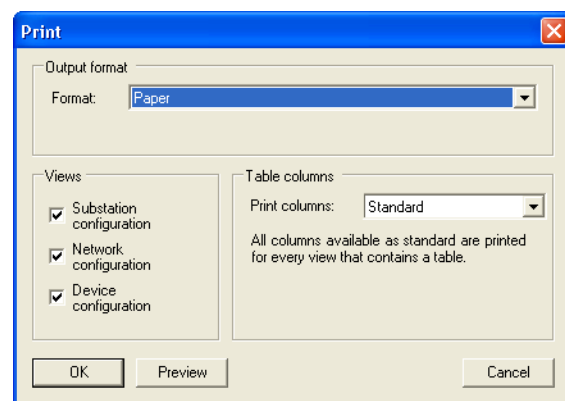 Print
Output format
Format:
Paper
Views
Substation
configuration
Network
configuration
Device
configuration
Table columns
Print columns:
Standard
All columns available as standard are printed
for every view that contains a table.
OK
Preview
Cancel